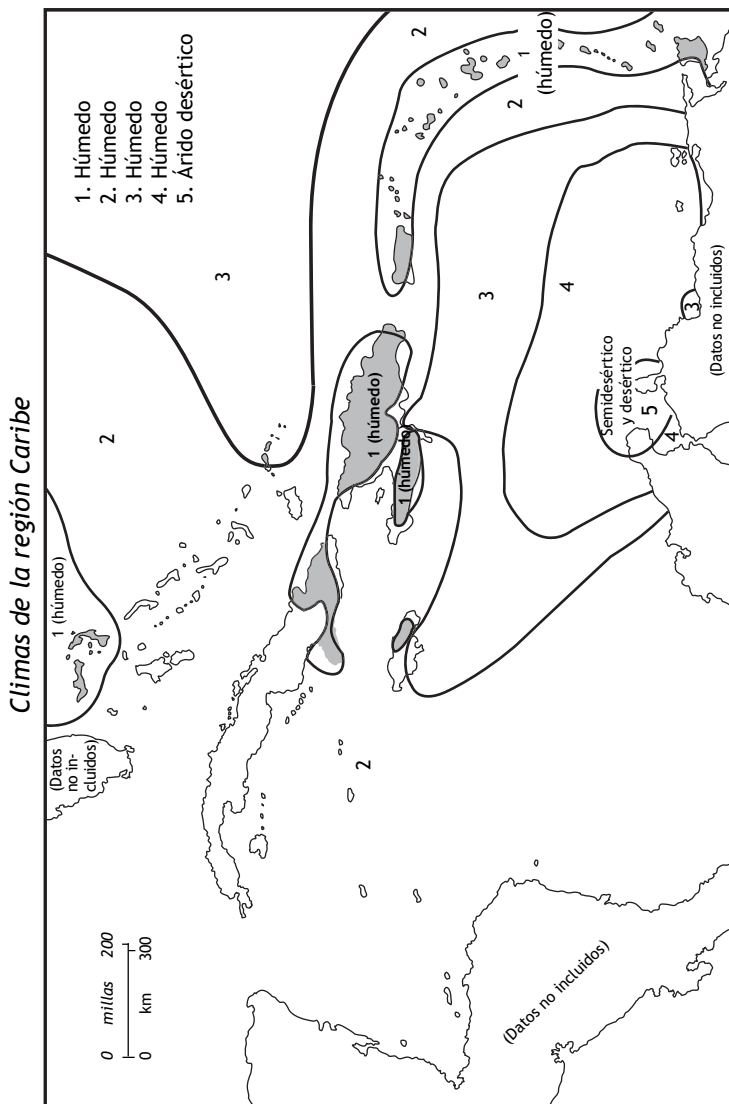 Climas de la región Caribe
1. Húmedo
2. Húmedo
3. Húmedo
4. Húmedo
5. Árido desértico
(Datos
no in-
cluidos)
1 (húmedo)
2
3
2
0 millas 200
0 km 300
2
1 (húmedo)
1 (húmedo)
1
(húmedo)
2
3
4
Semidesértico
y desértico
5
4
3
(Datos no incluidos)
(Datos no incluidos)